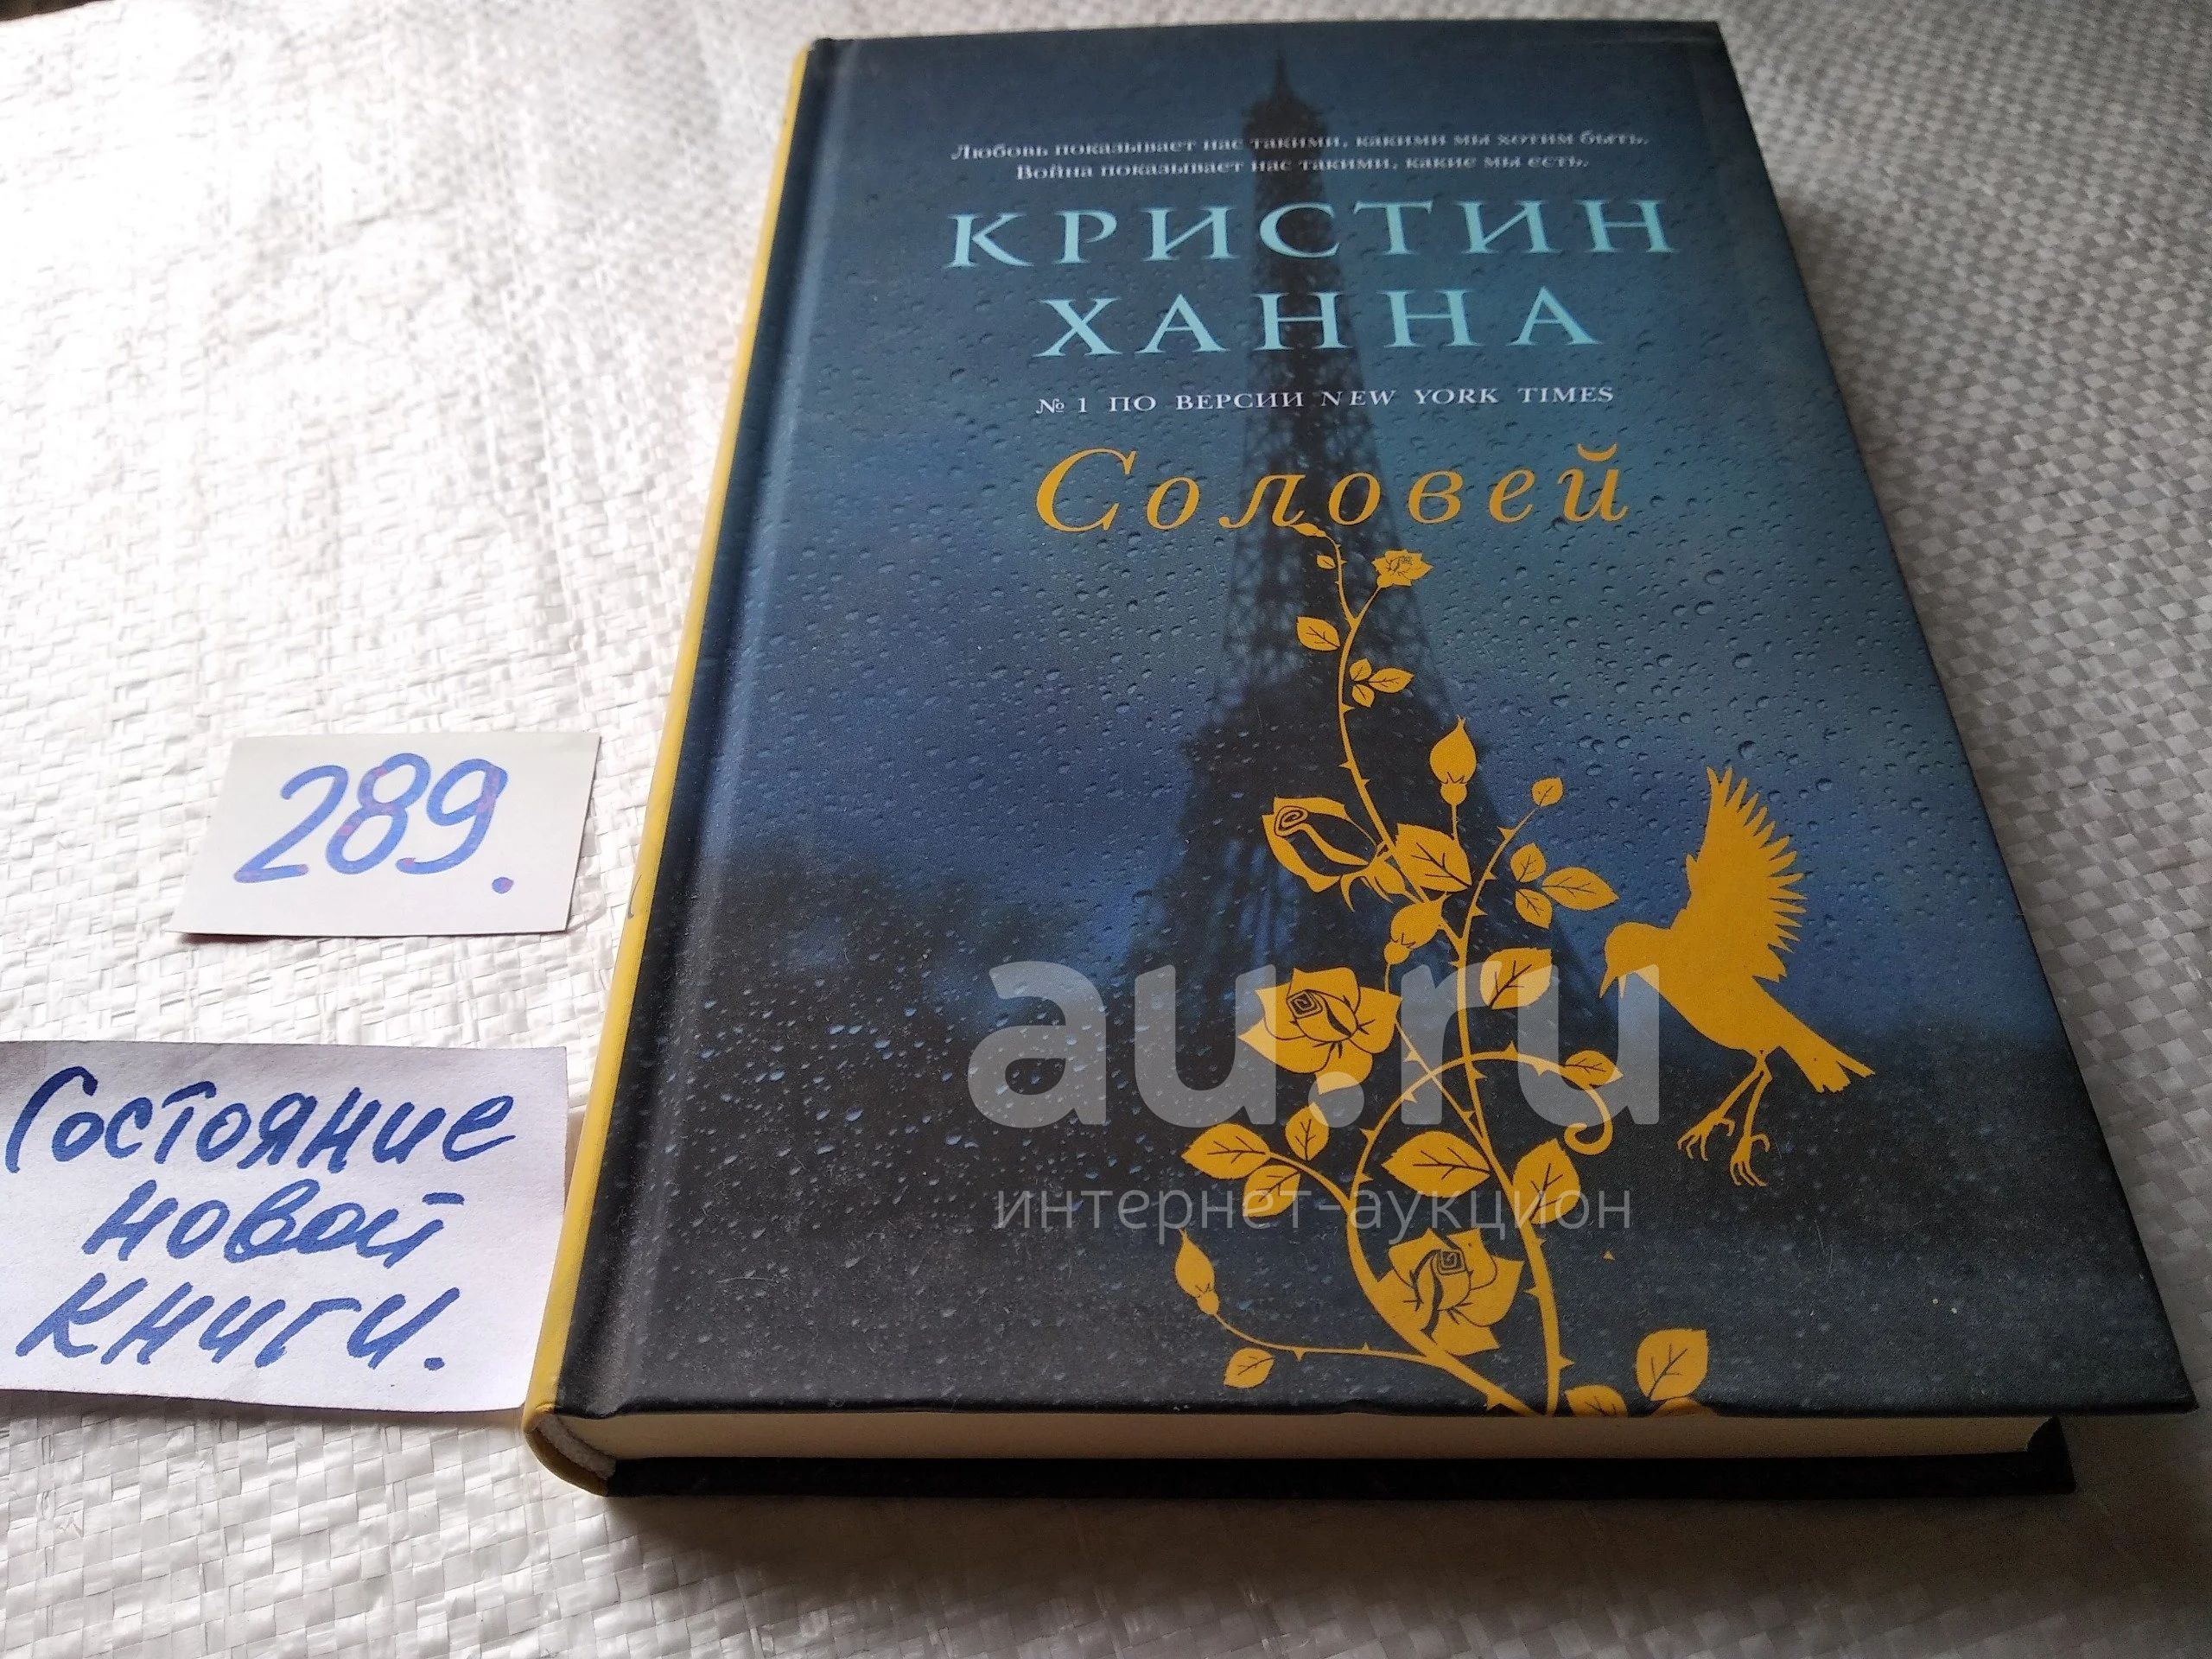 Любовь показывает нас такими, какими мы хотим быть.
Война показывает нас такими, какие мы есть.
КРИСТИН
ХАННА
№ 1 ПО ВЕРСИИ NEW YORK TIMES
Соловей
289.
au.ru
интернет-аукцион
Состояние
новой
книги.